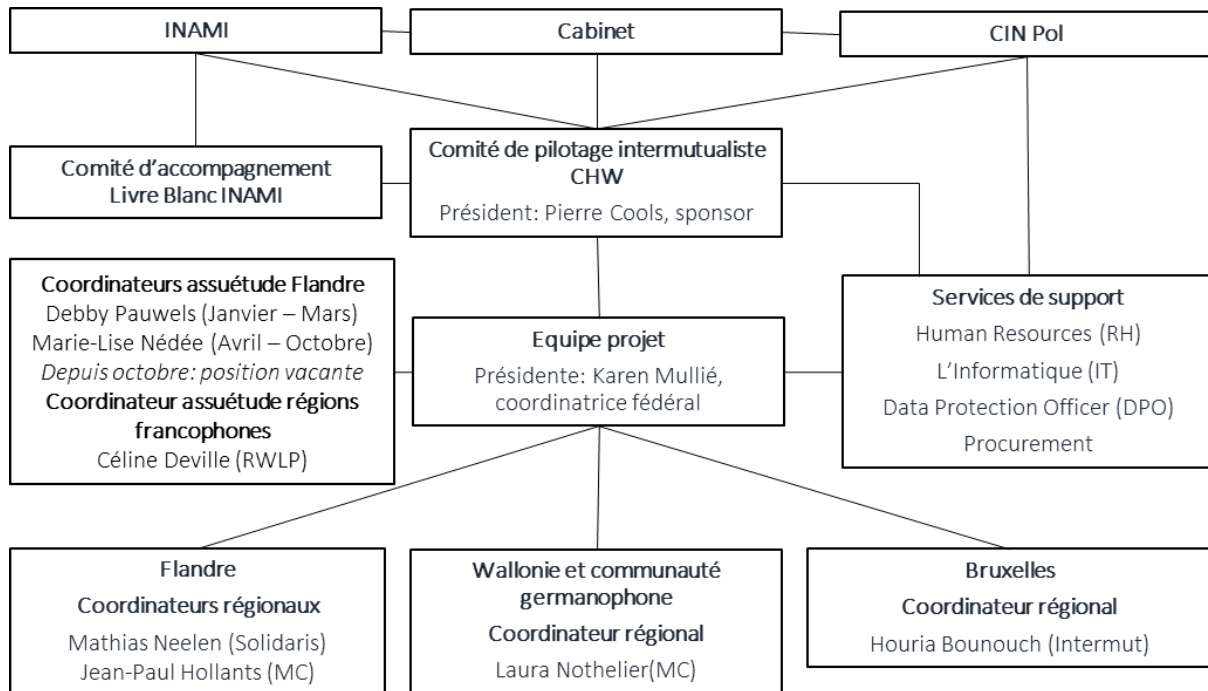 INAMI
Cabinet
CIN Pol
Comité d’accompagnement
Livre Blanc INAMI
Comité de pilotage intermutualiste
CHW
Président: Pierre Cools, sponsor
Coordinateurs assuétude Flandre
Debby Pauwels (Janvier – Mars)
Marie-Lise Nédée (Avril – Octobre)
Depuis octobre: position vacante
Coordinateur assuétude régions
francophones
Céline Deville (RWLP)
Equipe projet
Présidente: Karen Mullié,
coordinatrice fédéral
Services de support
Human Resources (RH)
L’Informatique (IT)
Data Protection Officer (DPO)
Procurement
Flandre
Coordinateurs régionaux
Mathias Neelen (Solidaris)
Jean-Paul Hollants (MC)
Wallonie et communauté
germanophone
Coordinateur régional
Laura Nothelier(MC)
Bruxelles
Coordinateur régional
Houria Bounouch (Intermut)